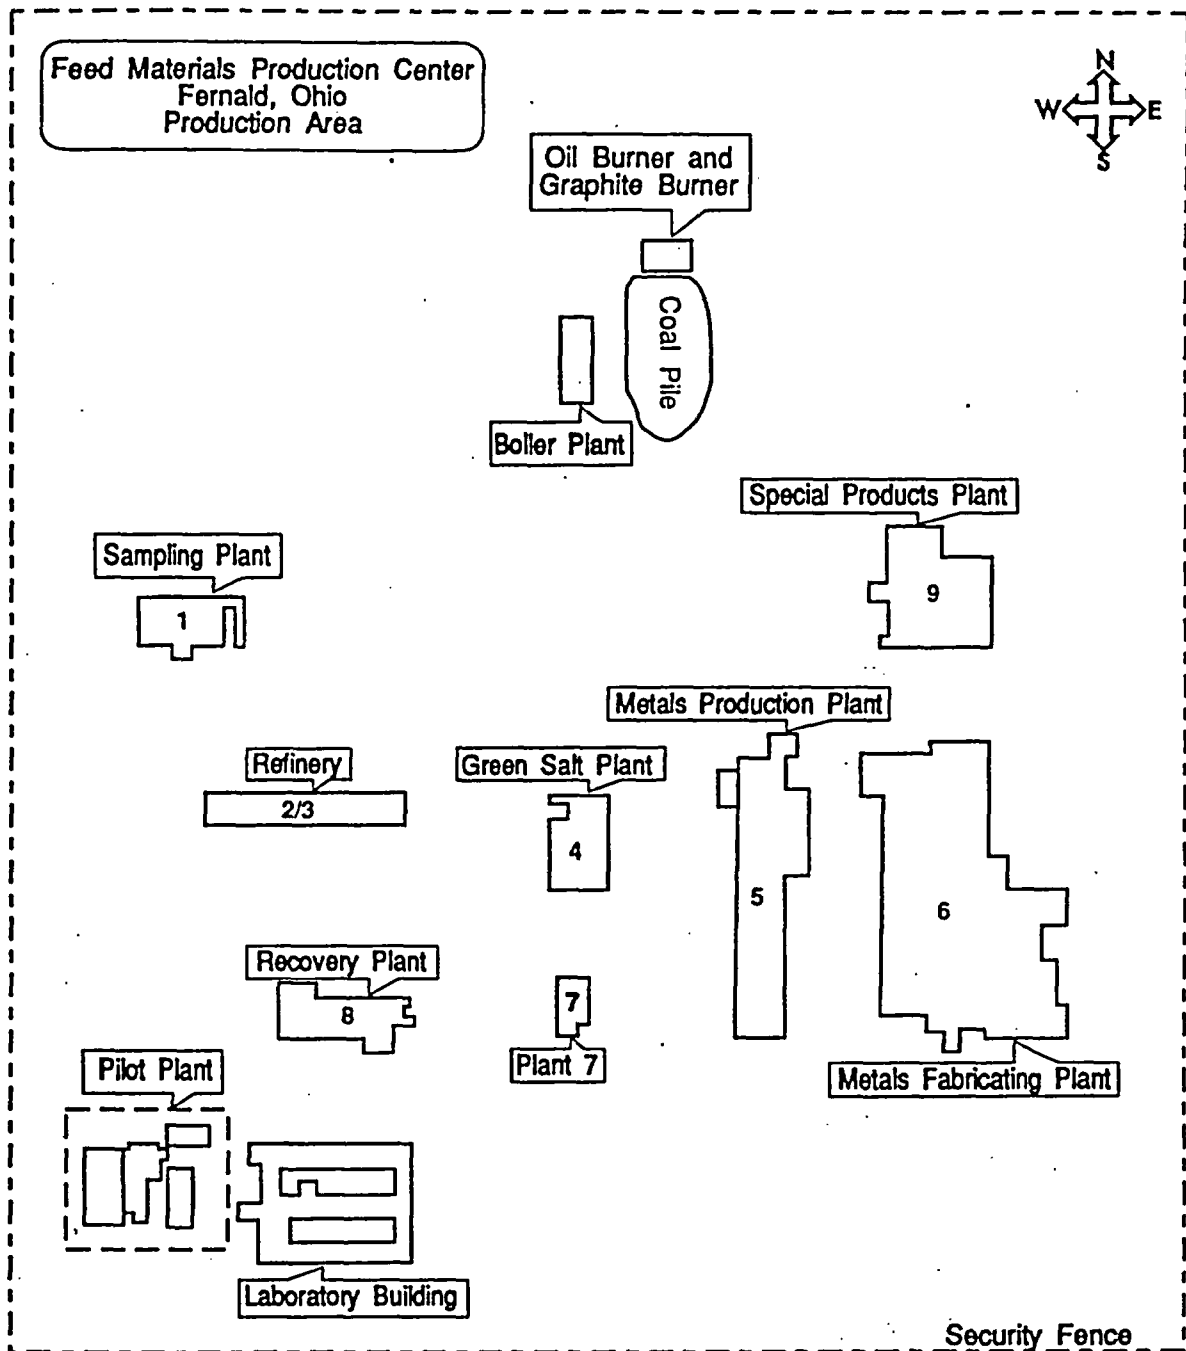 Feed Materials Production Center
Fernald, Ohio
Production Area
N
W E
S
Oil Burner and
Graphite Burner
Coal Pile
Boiler Plant
Special Products Plant
9
Sampling Plant
1
Metals Production Plant
Refinery
2/3
Green Salt Plant
4
5
6
Recovery Plant
8
7
Plant 7
Pilot Plant
Metals Fabricating Plant
Laboratory Building
Security Fence